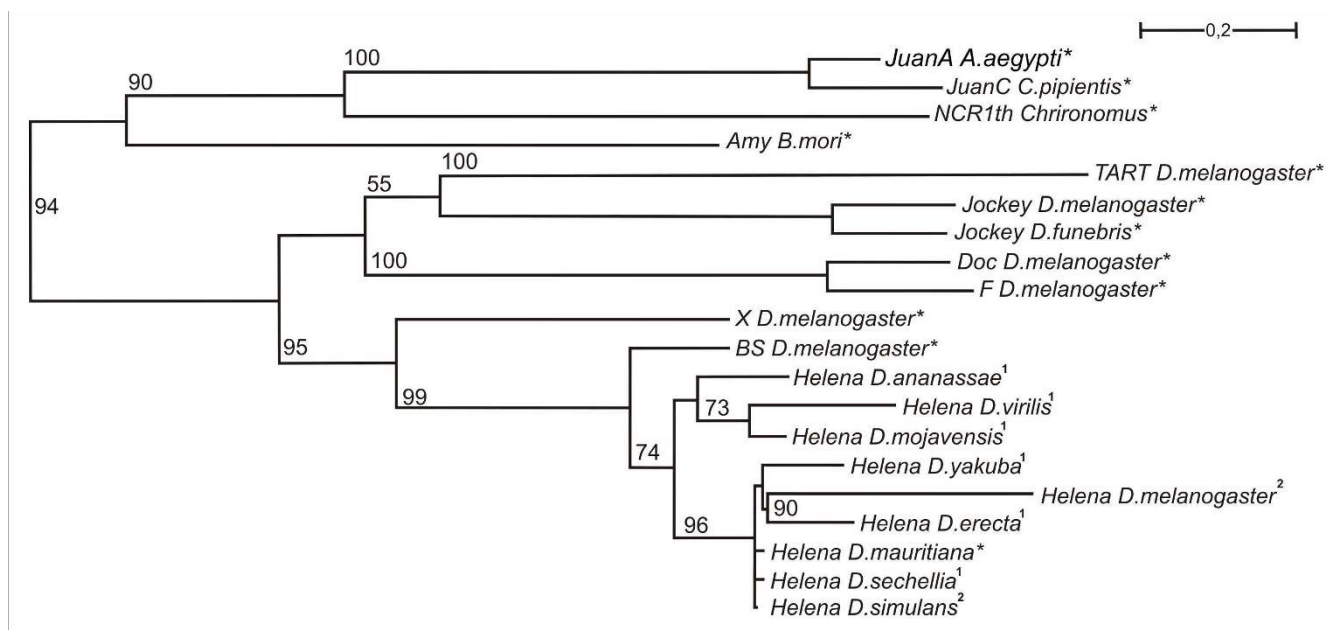 0,2
100
JuanA A.aegypti*
90
JuanC C.pipientis*
NCR1th Chrironomus*
Amy B.mori*
100
TART D.melanogaster*
55
94
Jockey D.melanogaster*
Jockey D.funebris*
100
Doc D.melanogaster*
F D.melanogaster*
X D.melanogaster*
95
BS D.melanogaster*
Helena D.ananassae¹
99
73
Helena D.virilis¹
Helena D.mojavensis¹
74
Helena D.yakuba¹
Helena D.melanogaster²
90
96
Helena D.erecta¹
Helena D.mauritiana*
Helena D.sechellia¹
Helena D.simulans²